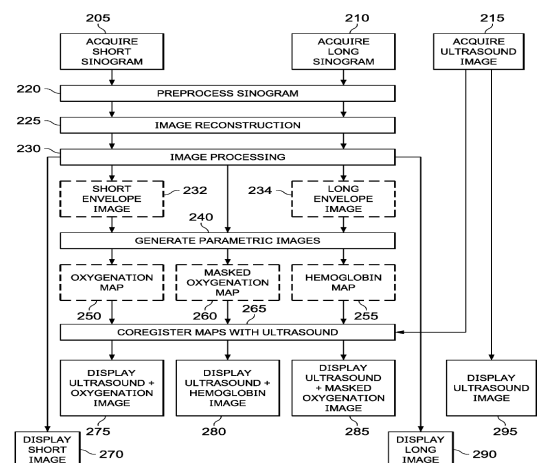 205
210
215
ACQUIRE
SHORT
SINOGRAM
ACQUIRE
LONG
SINOGRAM
ACQUIRE
ULTRASOUND
IMAGE
220
PREPROCESS SINOGRAM
225
IMAGE RECONSTRUCTION
230
IMAGE PROCESSING
SHORT
ENVELOPE
IMAGE
232
234
LONG
ENVELOPE
IMAGE
240
GENERATE PARAMETRIC IMAGES
OXYGENATION
MAP
MASKED
OXYGENATION
MAP
HEMOGLOBIN
MAP
250
260
265
255
COREGISTER MAPS WITH ULTRASOUND
DISPLAY
ULTRASOUND +
OXYGENATION
IMAGE
DISPLAY
ULTRASOUND +
HEMOGLOBIN
IMAGE
DISPLAY
ULTRASOUND
+ MASKED
OXYGENATION
IMAGE
DISPLAY
ULTRASOUND
IMAGE
275
280
285
295
DISPLAY
SHORT
IMAGE
270
DISPLAY
LONG
IMAGE
290